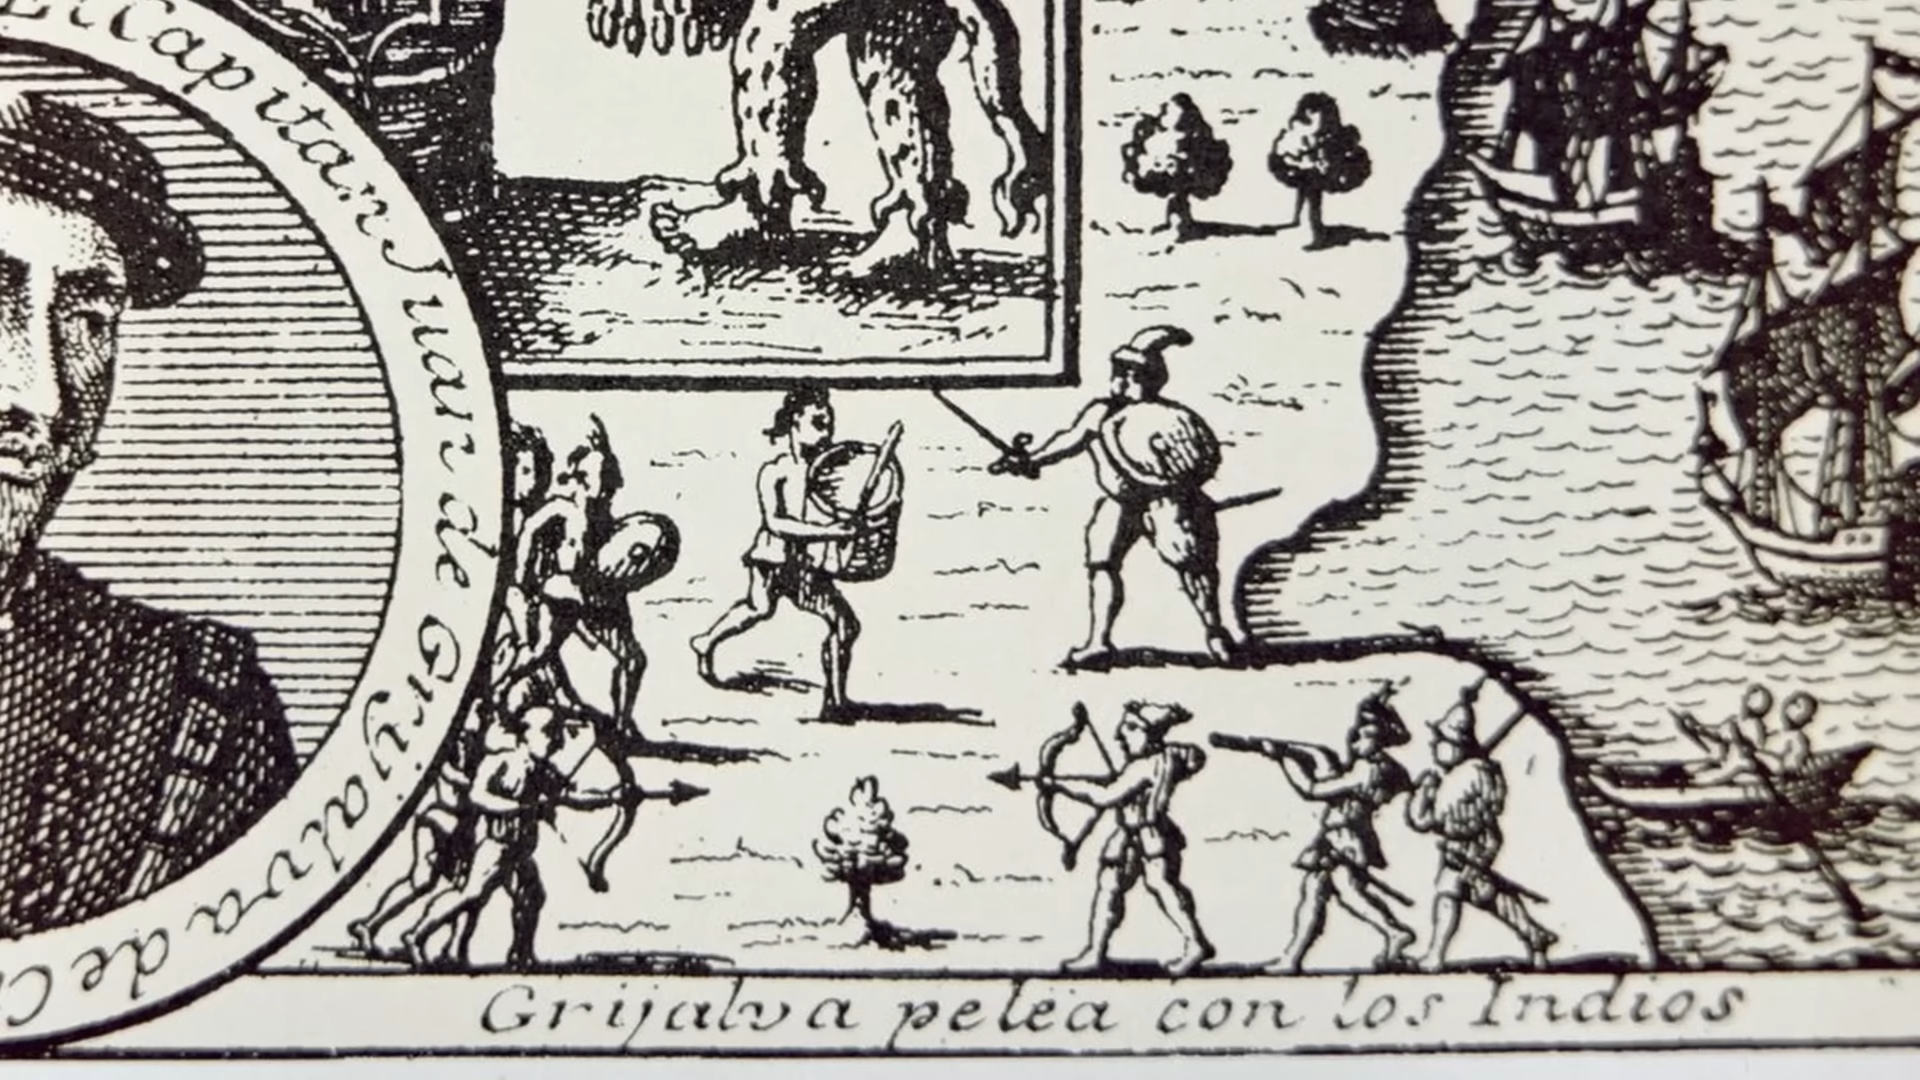 El Capitan Juan de Grijalva de
Grijalva pelea con los Indios